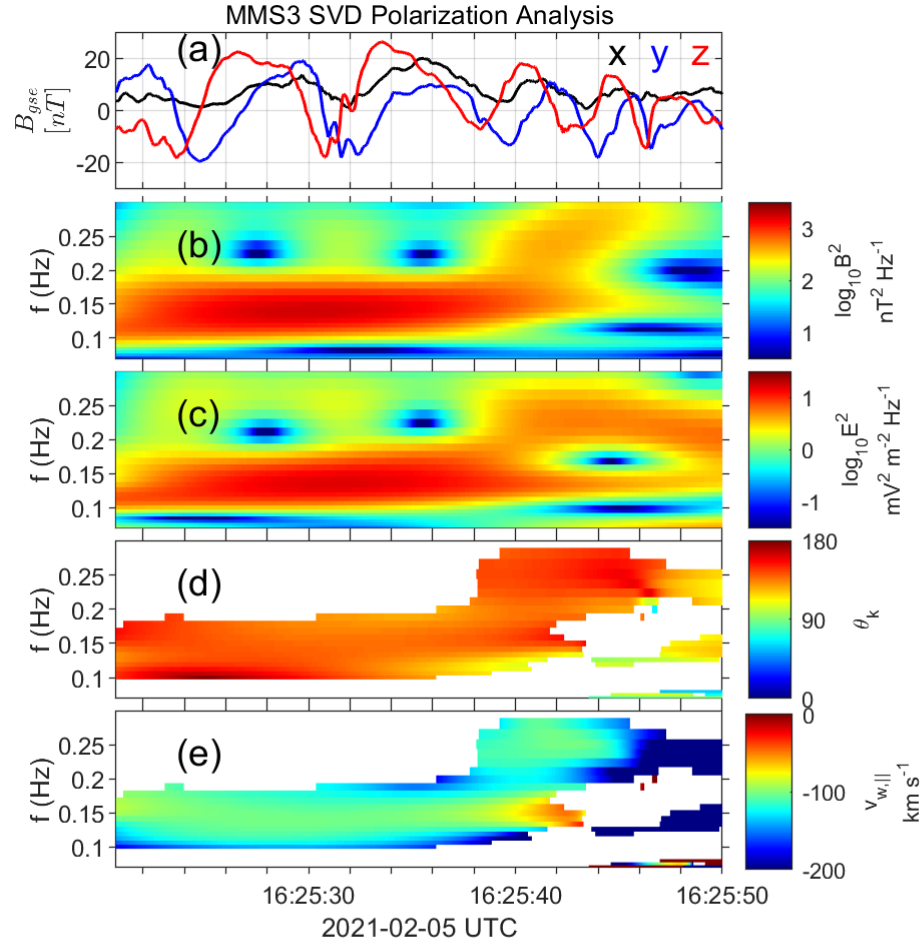 MMS3 SVD Polarization Analysis
(a)
x y z
B_gse
[nT]
20
0
-20
(b)
f (Hz)
0.25
0.2
0.15
0.1
3
2
1
log10B²
nT² Hz⁻¹
(c)
f (Hz)
0.25
0.2
0.15
0.1
1
0
-1
log10E²
mV² m⁻² Hz⁻¹
(d)
f (Hz)
0.25
0.2
0.15
0.1
180
90
0
θk
(e)
f (Hz)
0.25
0.2
0.15
0.1
0
-100
-200
v_w,||
km s⁻¹
16:25:30 16:25:40 16:25:50
2021-02-05 UTC